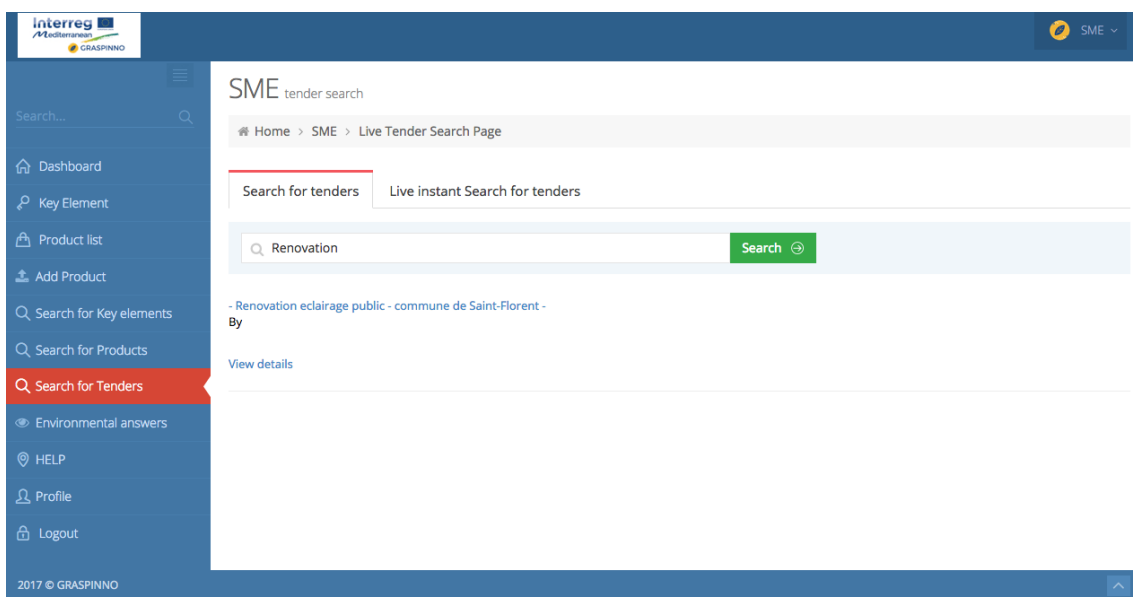 Interreg
Mediterranean
GRASPINNO
SME
Search...
Dashboard
Key Element
Product list
Add Product
Search for Key elements
Search for Products
Search for Tenders
Environmental answers
HELP
Profile
Logout
SME tender search
Home > SME > Live Tender Search Page
Search for tenders Live instant Search for tenders
Renovation Search
- Renovation eclairage public - commune de Saint-Florent -
By
View details
2017 © GRASPINNO